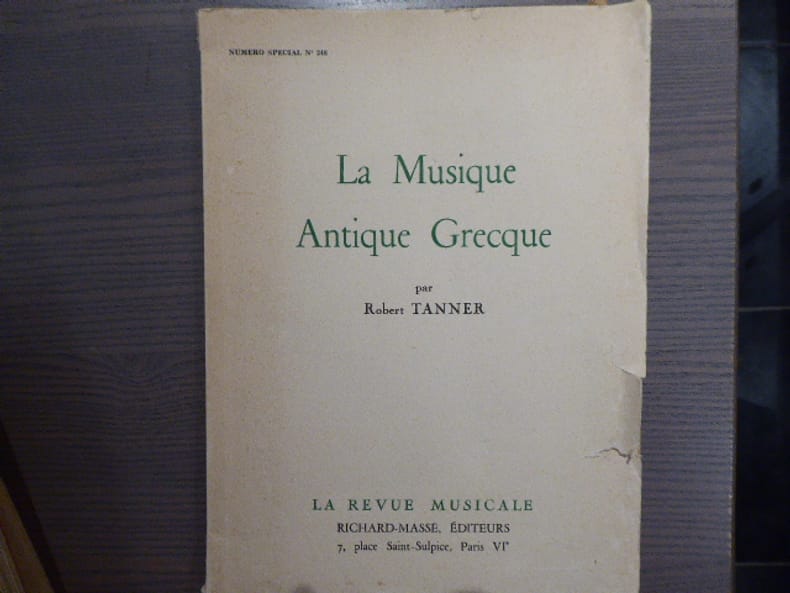 NUMERO SPECIAL Nº 248
La Musique
Antique Grecque
par
Robert TANNER
LA REVUE MUSICALE
RICHARD-MASSE, ÉDITEURS
7, place Saint-Sulpice, Paris VIᵉ